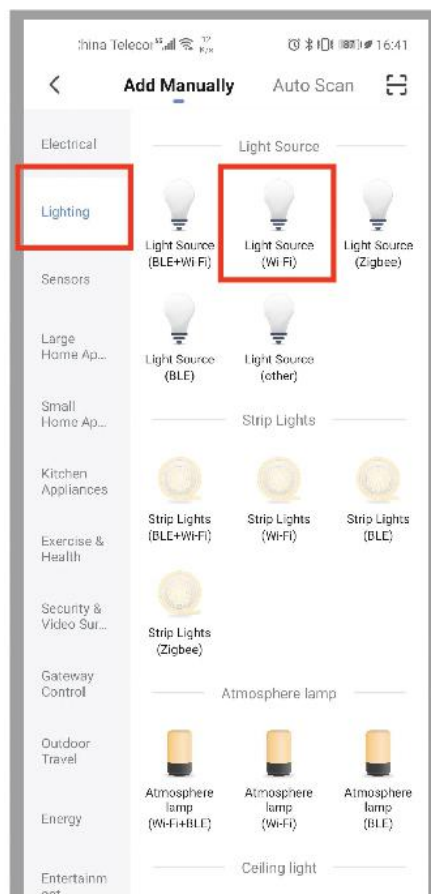 China Telecom 12 K/s 87 16:41
Add Manually Auto Scan
Electrical
Lighting
Sensors
Large
Home Ap...
Small
Home Ap...
Kitchen
Appliances
Exercise &
Health
Security &
Video Sur...
Gateway
Control
Outdoor
Travel
Energy
Entertainm
Light Source
Light Source
(BLE+Wi-Fi)
Light Source
(Wi-Fi)
Light Source
(Zigbee)
Light Source
(BLE)
Light Source
(other)
Strip Lights
Strip Lights
(BLE+Wi-Fi)
Strip Lights
(Wi-Fi)
Strip Lights
(BLE)
Strip Lights
(Zigbee)
Atmosphere lamp
Atmosphere
lamp
(Wi-Fi+BLE)
Atmosphere
lamp
(Wi-Fi)
Atmosphere
lamp
(BLE)
Ceiling light